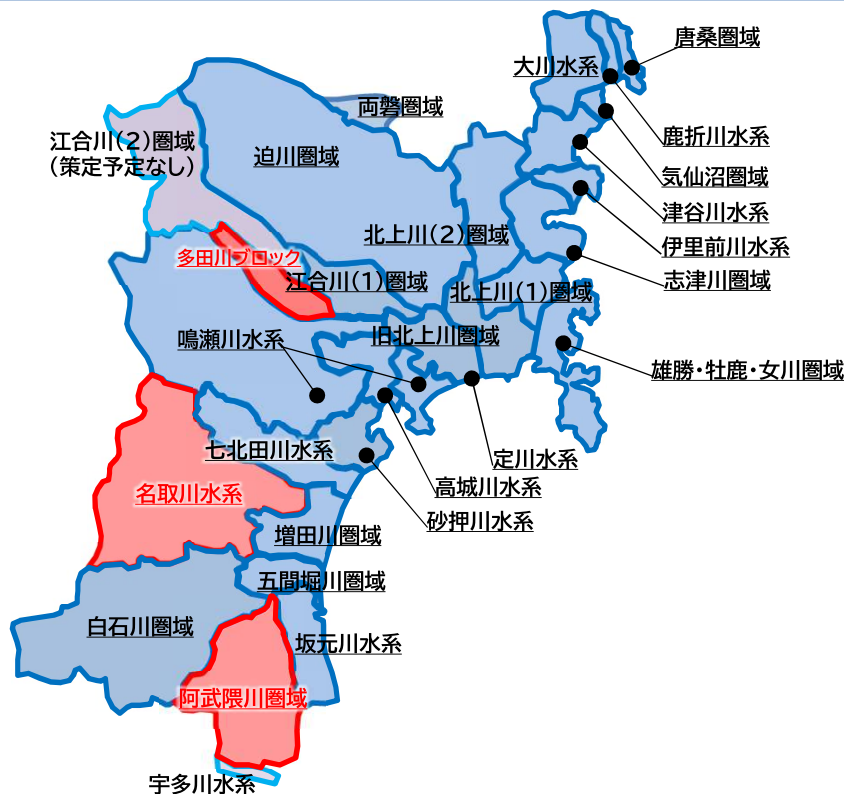 唐桑圏域
大川水系
両磐圏域
鹿折川水系
江合川(2)圏域
(策定予定なし)
迫川圏域
気仙沼圏域
津谷川水系
北上川(2)圏域
伊里前川水系
多田川ブロック
江合川(1)圏域
志津川圏域
北上川(1)圏域
鳴瀬川水系
旧北上川圏域
雄勝・牡鹿・女川圏域
七北田川水系
定川水系
高城川水系
名取川水系
砂押川水系
増田川圏域
五間堀川圏域
白石川圏域
坂元川水系
阿武隈川圏域
宇多川水系